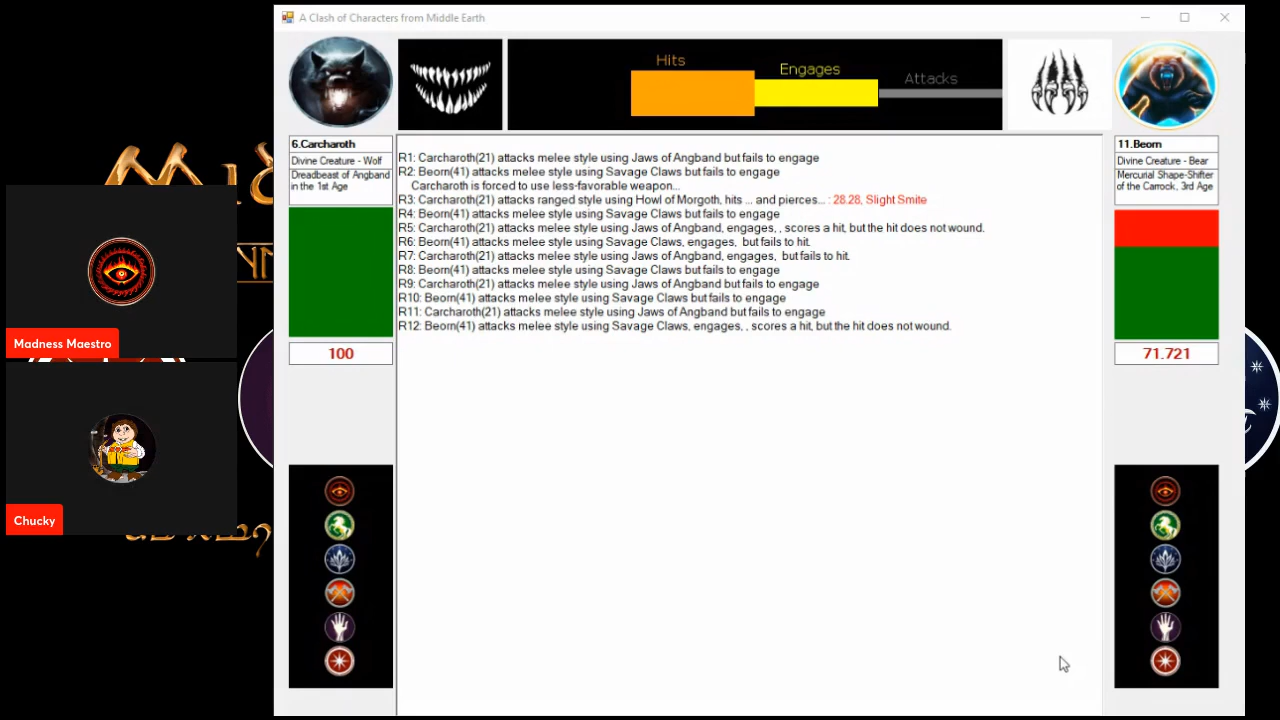 A Clash of Characters from Middle Earth
Hits
Engages
Attacks
6.Carcharoth
Divine Creature - Wolf
Dreadbeast of Angband
in the 1st Age
100
R1: Carcharoth(21) attacks melee style using Jaws of Angband but fails to engage
R2: Beorn(41) attacks melee style using Savage Claws but fails to engage
Carcharoth is forced to use less-favorable weapon...
R3: Carcharoth(21) attacks ranged style using Howl of Morgoth, hits ... and pierces... : 28.28, Slight Smite
R4: Beorn(41) attacks melee style using Savage Claws but fails to engage
R5: Carcharoth(21) attacks melee style using Jaws of Angband, engages, , scores a hit, but the hit does not wound.
R6: Beorn(41) attacks melee style using Savage Claws, engages,  but fails to hit.
R7: Carcharoth(21) attacks melee style using Jaws of Angband, engages,  but fails to hit.
R8: Beorn(41) attacks melee style using Savage Claws but fails to engage
R9: Carcharoth(21) attacks melee style using Jaws of Angband but fails to engage
R10: Beorn(41) attacks melee style using Savage Claws but fails to engage
R11: Carcharoth(21) attacks melee style using Jaws of Angband but fails to engage
R12: Beorn(41) attacks melee style using Savage Claws, engages, , scores a hit, but the hit does not wound.
11.Beorn
Divine Creature - Bear
Mercurial Shape-Shifter
of the Carrock, 3rd Age
71.721
Madness Maestro
Chucky